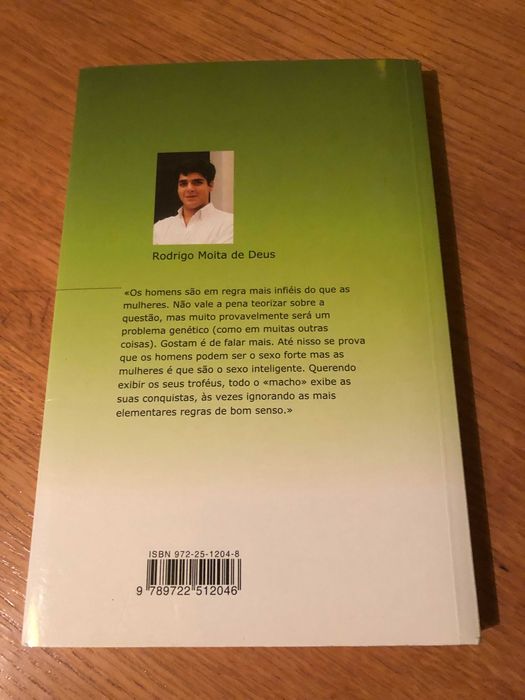 Rodrigo Moita de Deus
«Os homens são em regra mais infiéis do que as
mulheres. Não vale a pena teorizar sobre a
questão, mas muito provavelmente será um
problema genético (como em muitas outras
coisas). Gostam é de falar mais. Até nisso se prova
que os homens podem ser o sexo forte mas as
mulheres é que são o sexo inteligente. Querendo
exibir os seus troféus, todo o «macho» exibe as
suas conquistas, às vezes ignorando as mais
elementares regras de bom senso.»
ISBN 972-25-1204-8
9 789722 512046